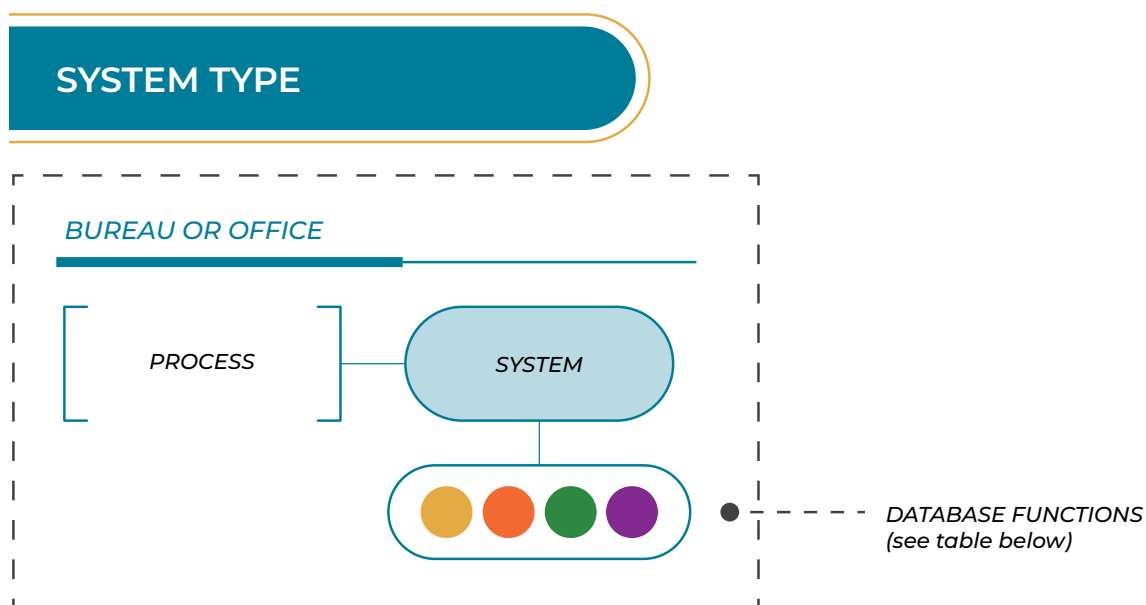 SYSTEM TYPE
BUREAU OR OFFICE
PROCESS
SYSTEM
DATABASE FUNCTIONS
(see table below)